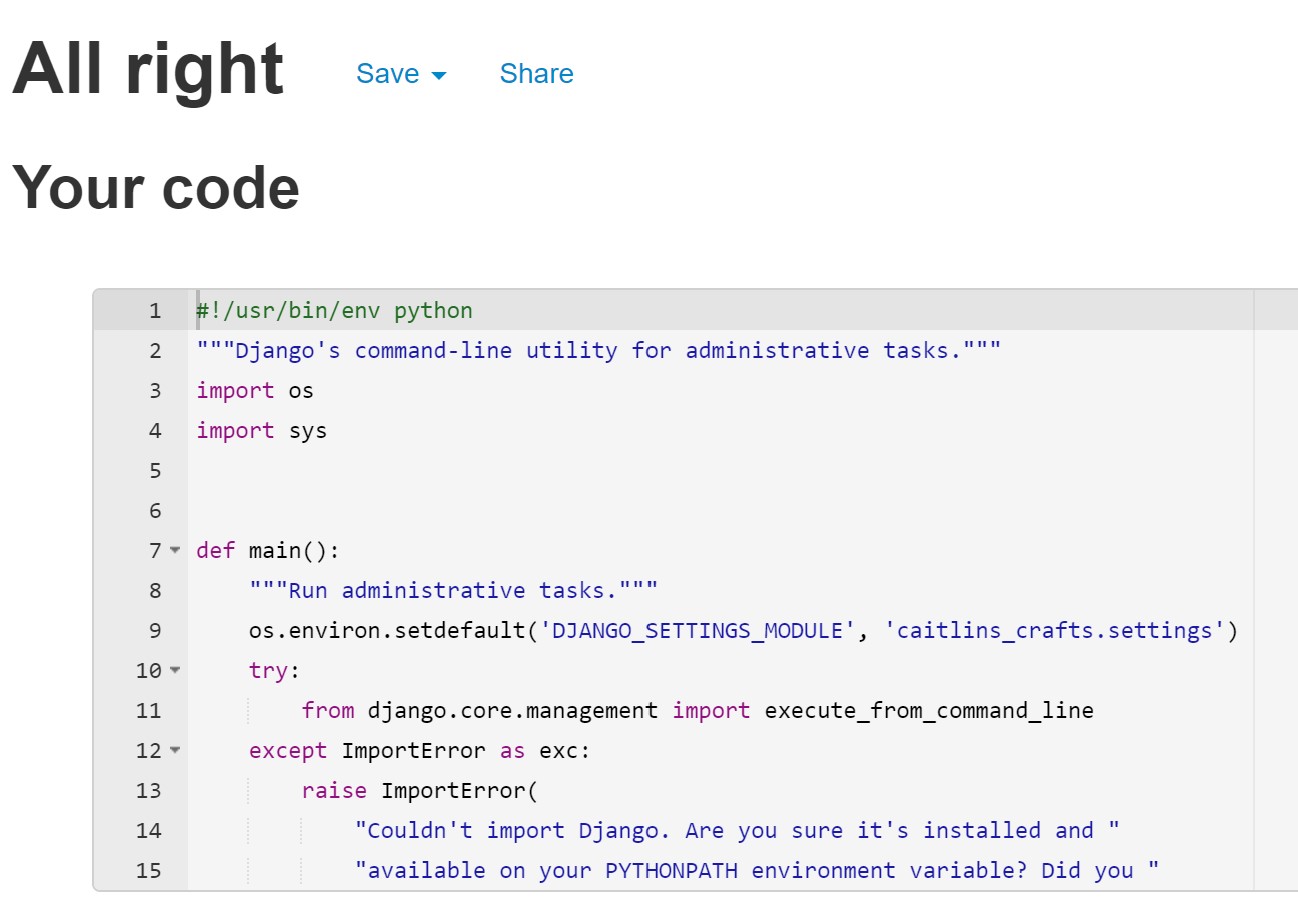 All right Save Share
Your code
1 #!/usr/bin/env python
2 """Django's command-line utility for administrative tasks."""
3 import os
4 import sys
5
6
7 def main():
8     """Run administrative tasks."""
9     os.environ.setdefault('DJANGO_SETTINGS_MODULE', 'caitlins_crafts.settings')
10     try:
11         from django.core.management import execute_from_command_line
12     except ImportError as exc:
13         raise ImportError(
14             "Couldn't import Django. Are you sure it's installed and "
15             "available on your PYTHONPATH environment variable? Did you "